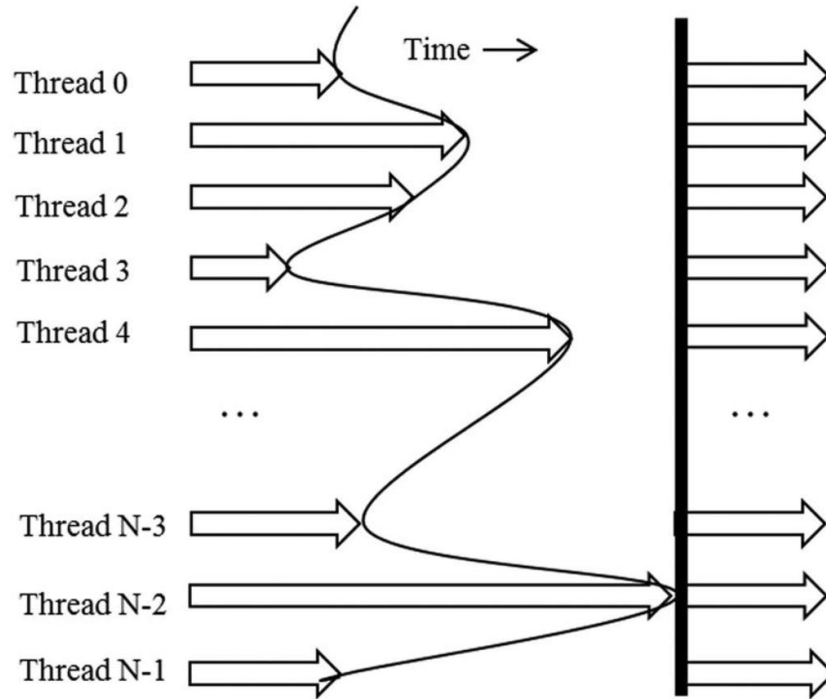 Time
Thread 0
Thread 1
Thread 2
Thread 3
Thread 4
... ...
Thread N-3
Thread N-2
Thread N-1